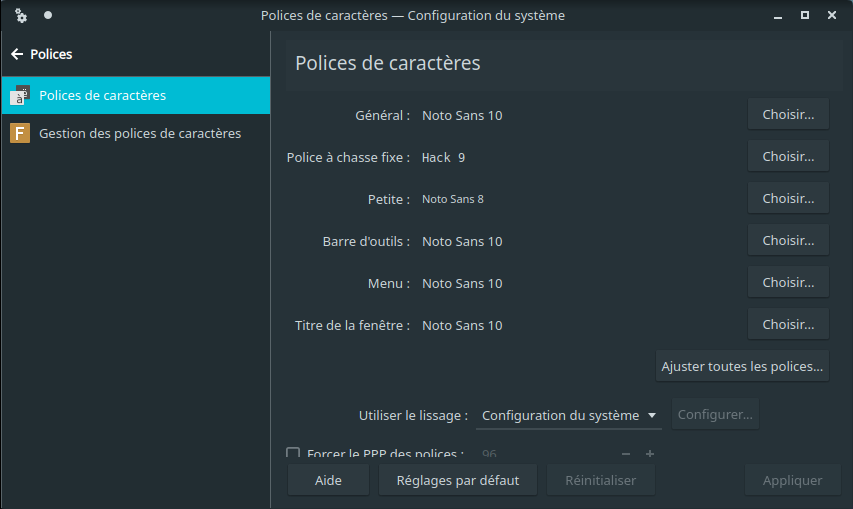 Polices de caractères — Configuration du système
Polices
Polices de caractères
Gestion des polices de caractères
Polices de caractères
Général : Noto Sans 10 Choisir...
Police à chasse fixe : Hack 9 Choisir...
Petite : Noto Sans 8 Choisir...
Barre d'outils : Noto Sans 10 Choisir...
Menu : Noto Sans 10 Choisir...
Titre de la fenêtre : Noto Sans 10 Choisir...
Ajuster toutes les polices...
Utiliser le lissage : Configuration du système Configurer...
Forcer le PPP des polices : 96 − +
Aide Réglages par défaut Réinitialiser Appliquer